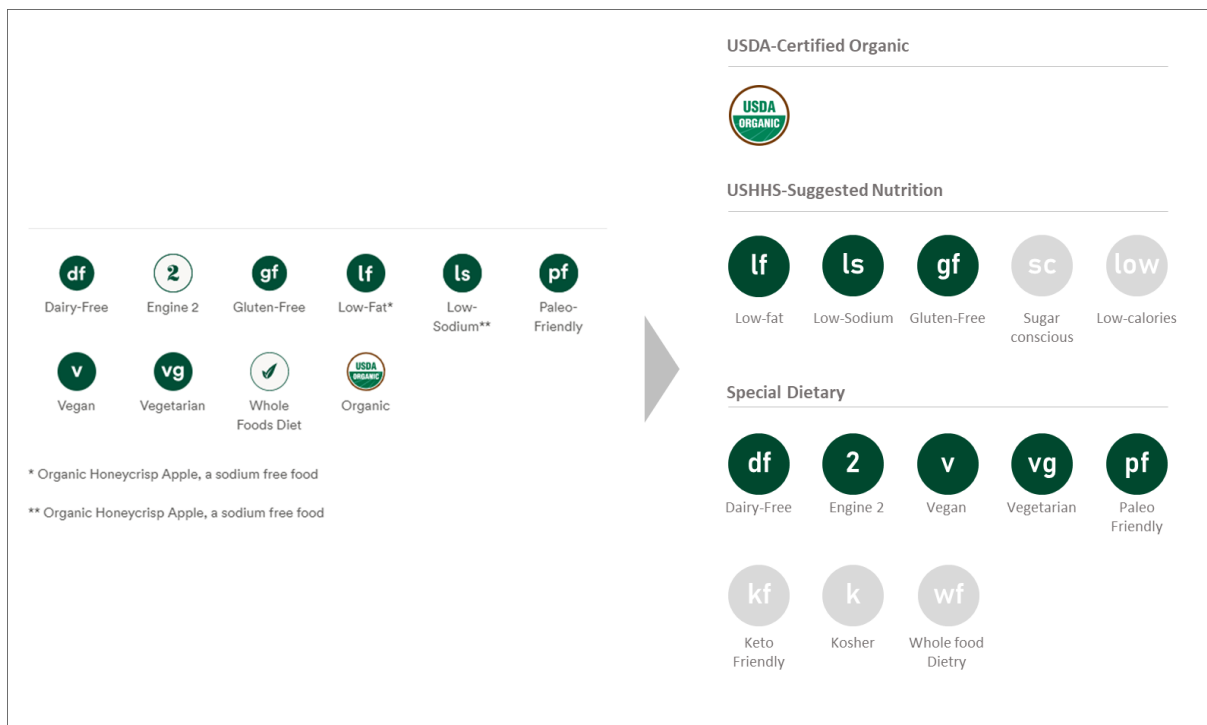 df
2
gf
lf
ls
pf
Dairy-Free
Engine 2
Gluten-Free
Low-Fat*
Low-
Sodium**
Paleo-
Friendly
v
vg
USDA
ORGANIC
Vegan
Vegetarian
Whole
Foods Diet
Organic
* Organic Honeycrisp Apple, a sodium free food
** Organic Honeycrisp Apple, a sodium free food
USDA-Certified Organic
USDA
ORGANIC
USHHS-Suggested Nutrition
lf
ls
gf
sc
low
Low-fat
Low-Sodium
Gluten-Free
Sugar
conscious
Low-calories
Special Dietary
df
2
v
vg
pf
Dairy-Free
Engine 2
Vegan
Vegetarian
Paleo
Friendly
kf
k
wf
Keto
Friendly
Kosher
Whole food
Dietry